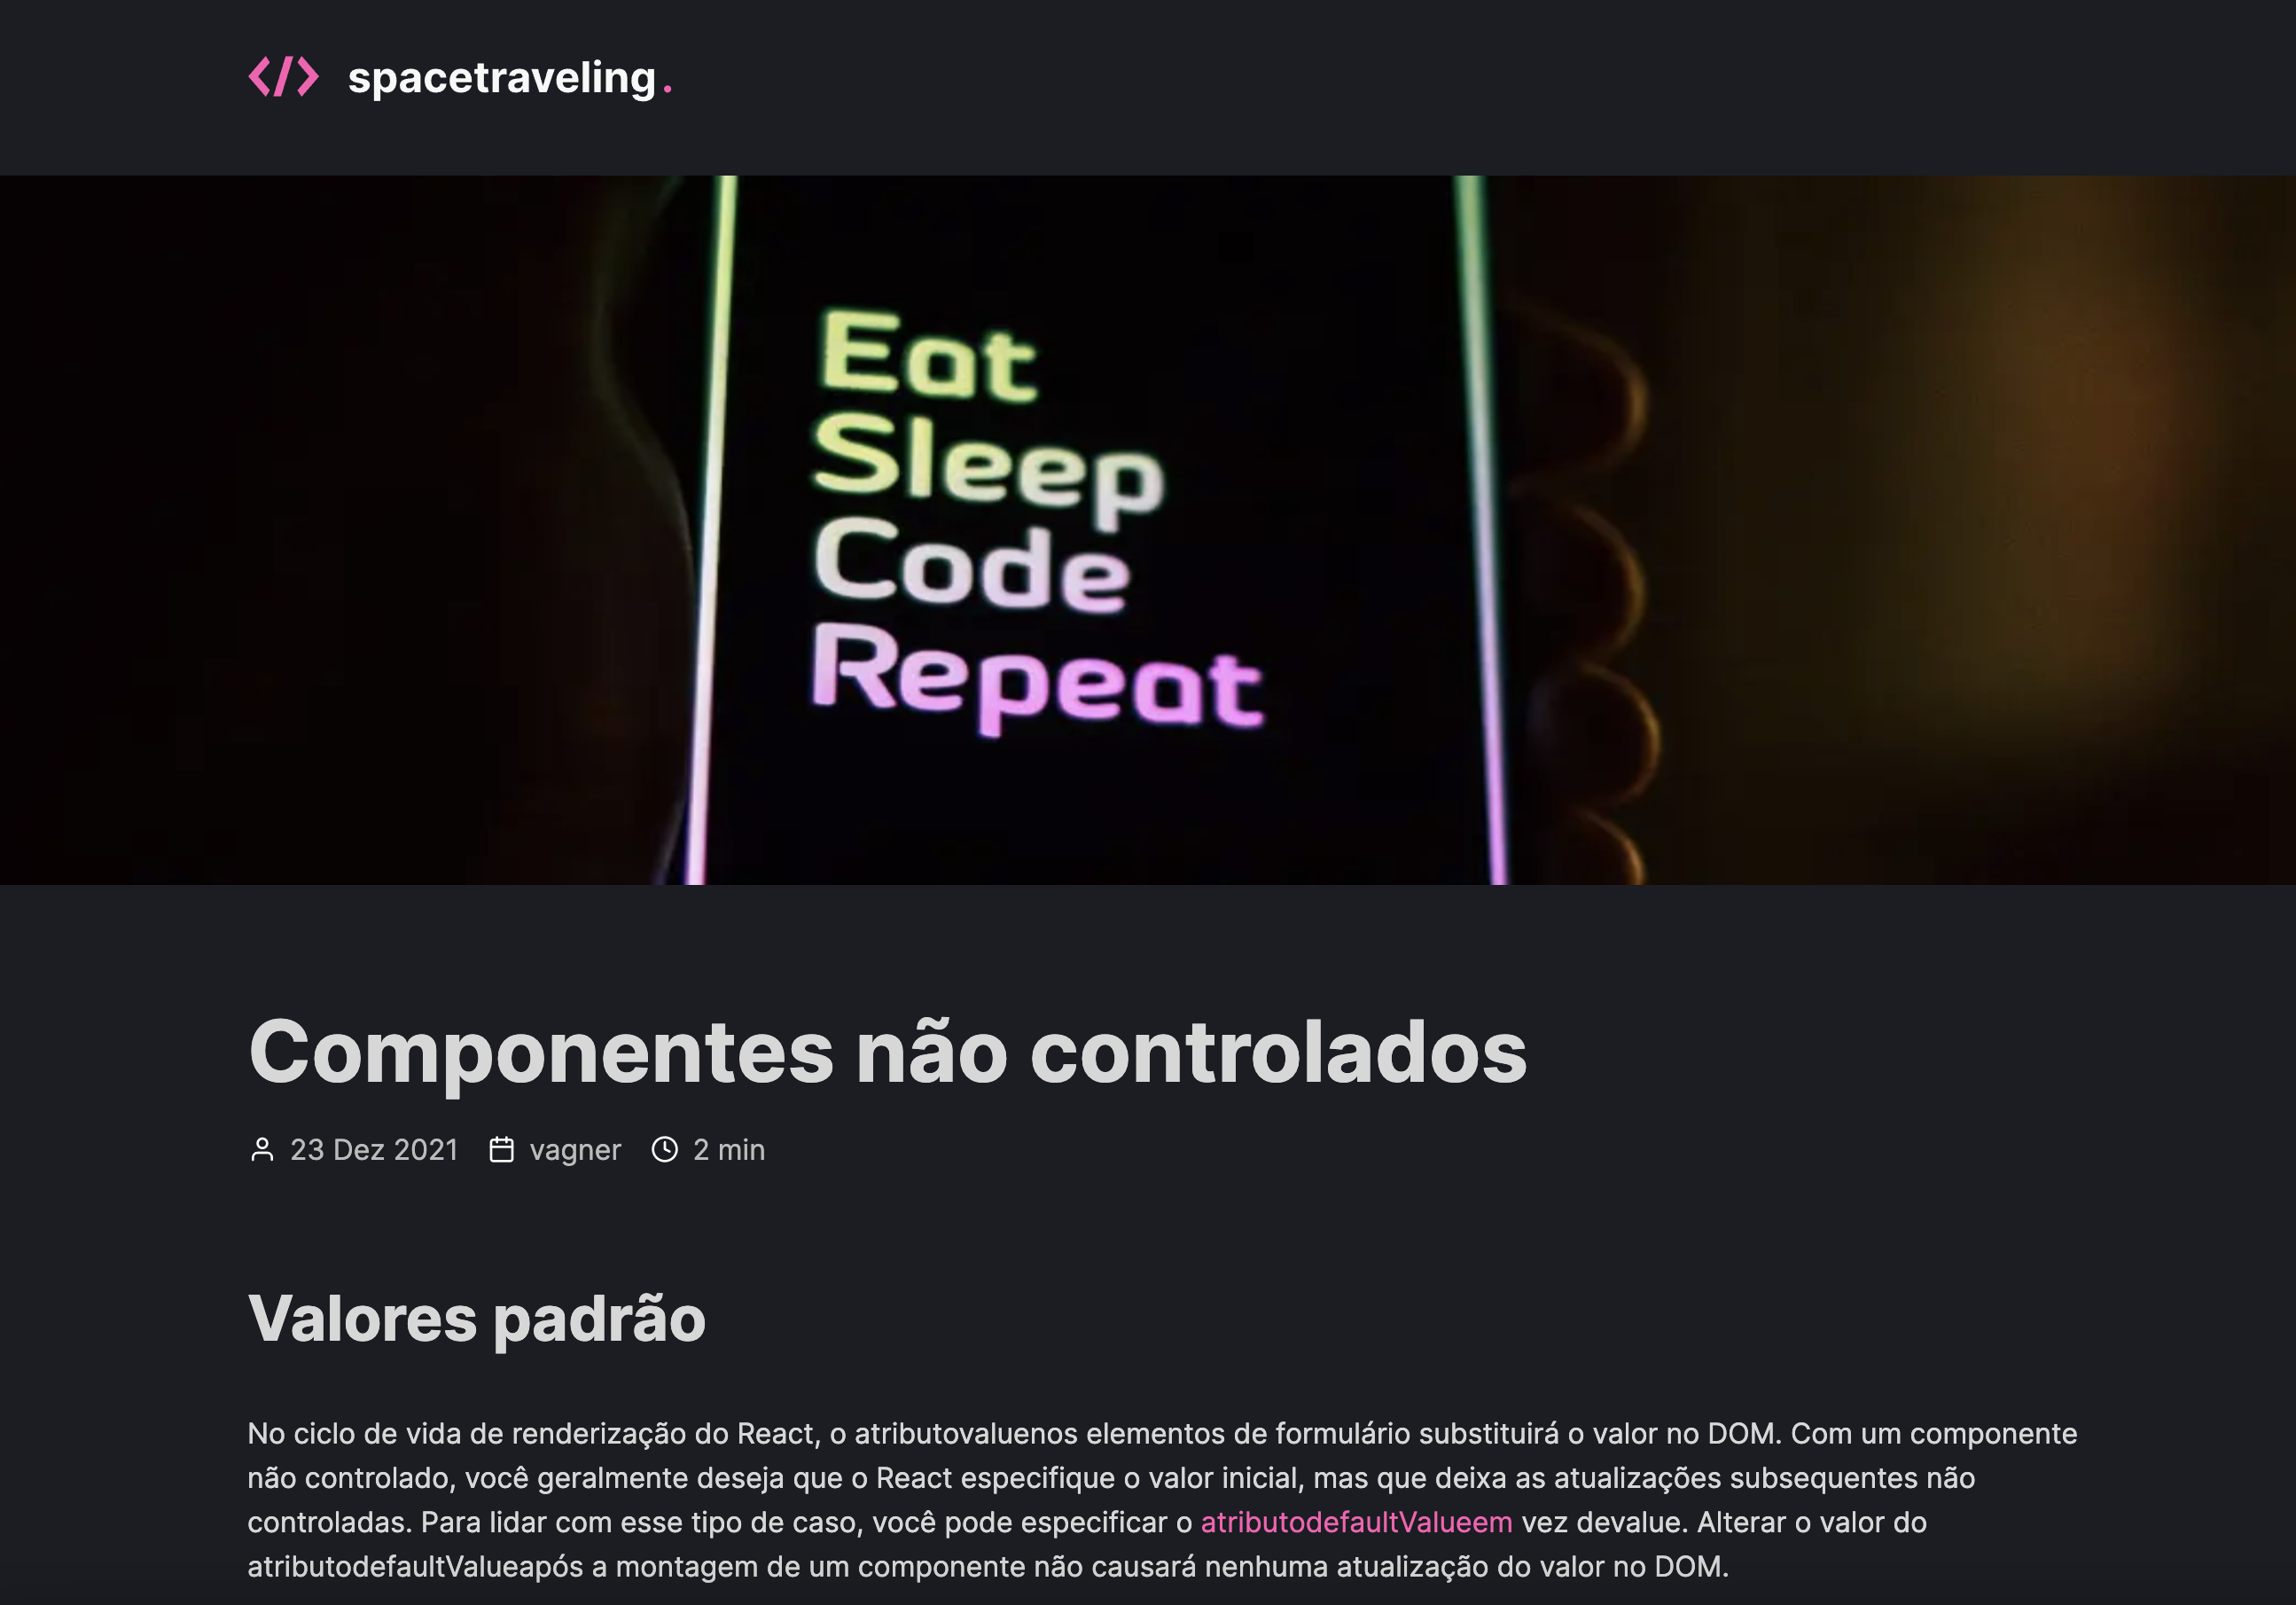 </> spacetraveling.
Eat
Sleep
Code
Repeat
Componentes não controlados
23 Dez 2021 vagner 2 min
Valores padrão
No ciclo de vida de renderização do React, o atributovaluenos elementos de formulário substituirá o valor no DOM. Com um componente
não controlado, você geralmente deseja que o React especifique o valor inicial, mas que deixa as atualizações subsequentes não
controladas. Para lidar com esse tipo de caso, você pode especificar o atributodefaultValueem vez devalue. Alterar o valor do
atributodefaultValueapós a montagem de um componente não causará nenhuma atualização do valor no DOM.